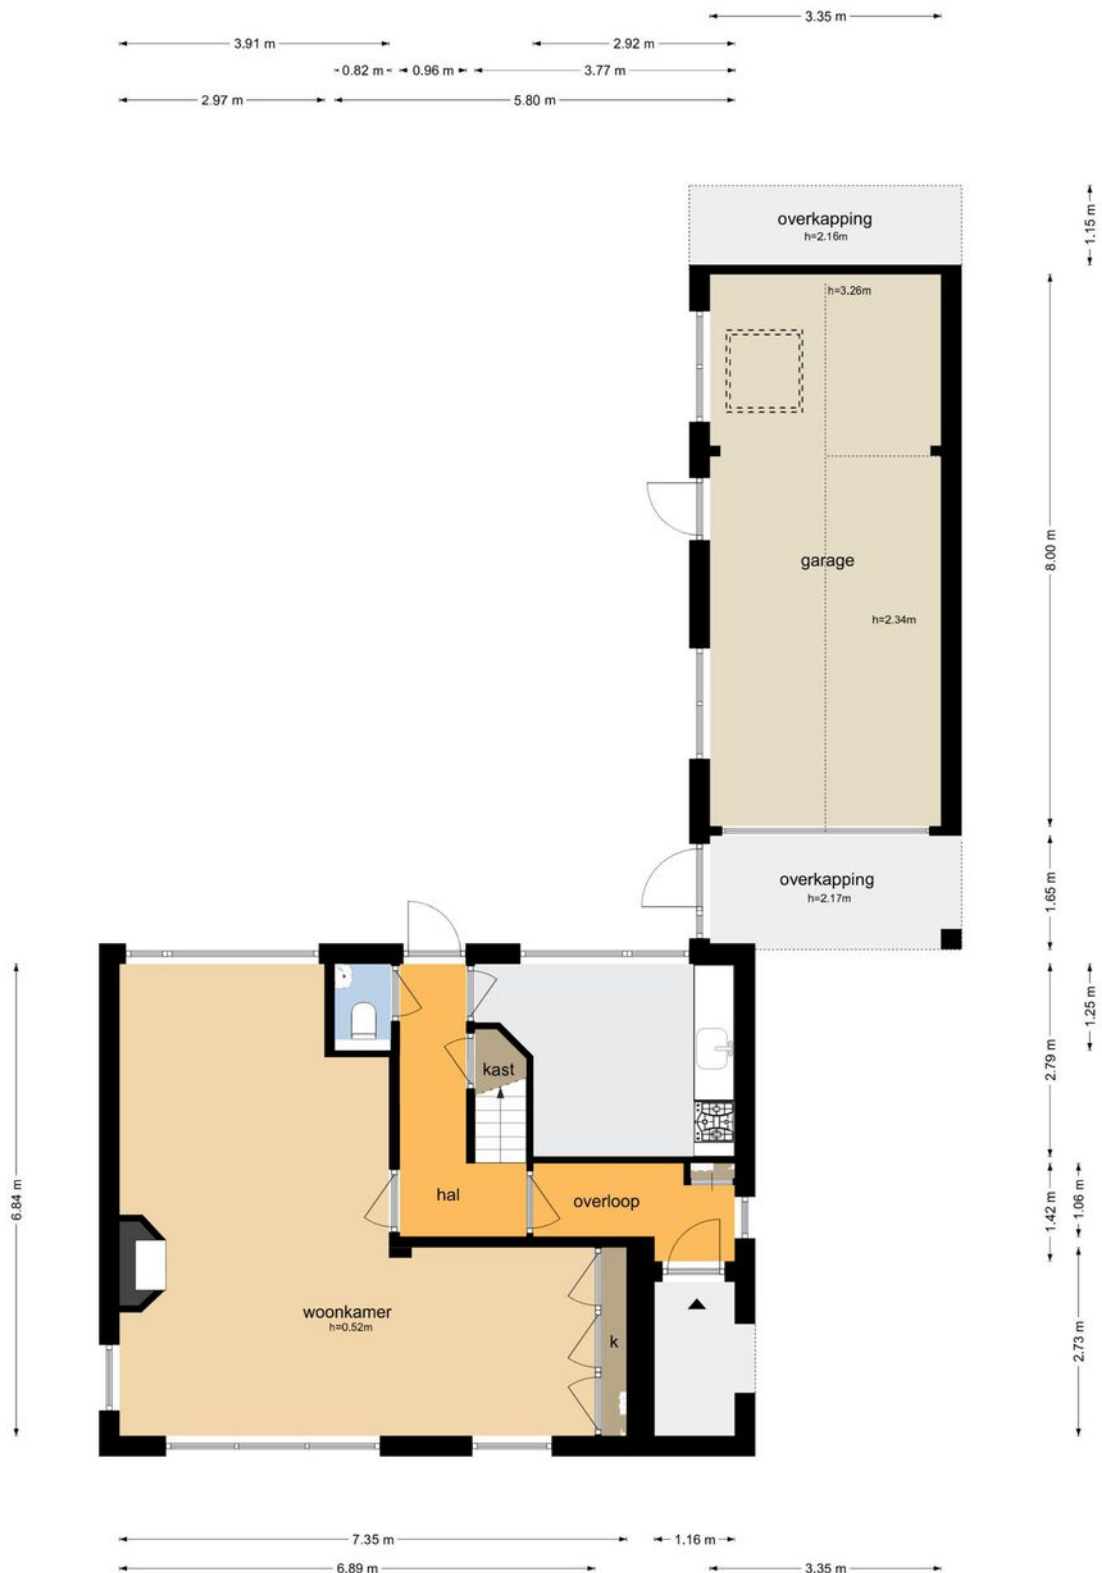 3.35 m
3.91 m
2.92 m
0.82 m
0.96 m
3.77 m
2.97 m
5.80 m
overkapping
h=2.16m
1.15 m
h=3.26m
8.00 m
garage
h=2.34m
overkapping
h=2.17m
1.65 m
1.25 m
2.79 m
kast
6.84 m
hal
overloop
1.42 m
1.06 m
woonkamer
h=0.52m
k
2.73 m
7.35 m
1.16 m
6.89 m
3.35 m